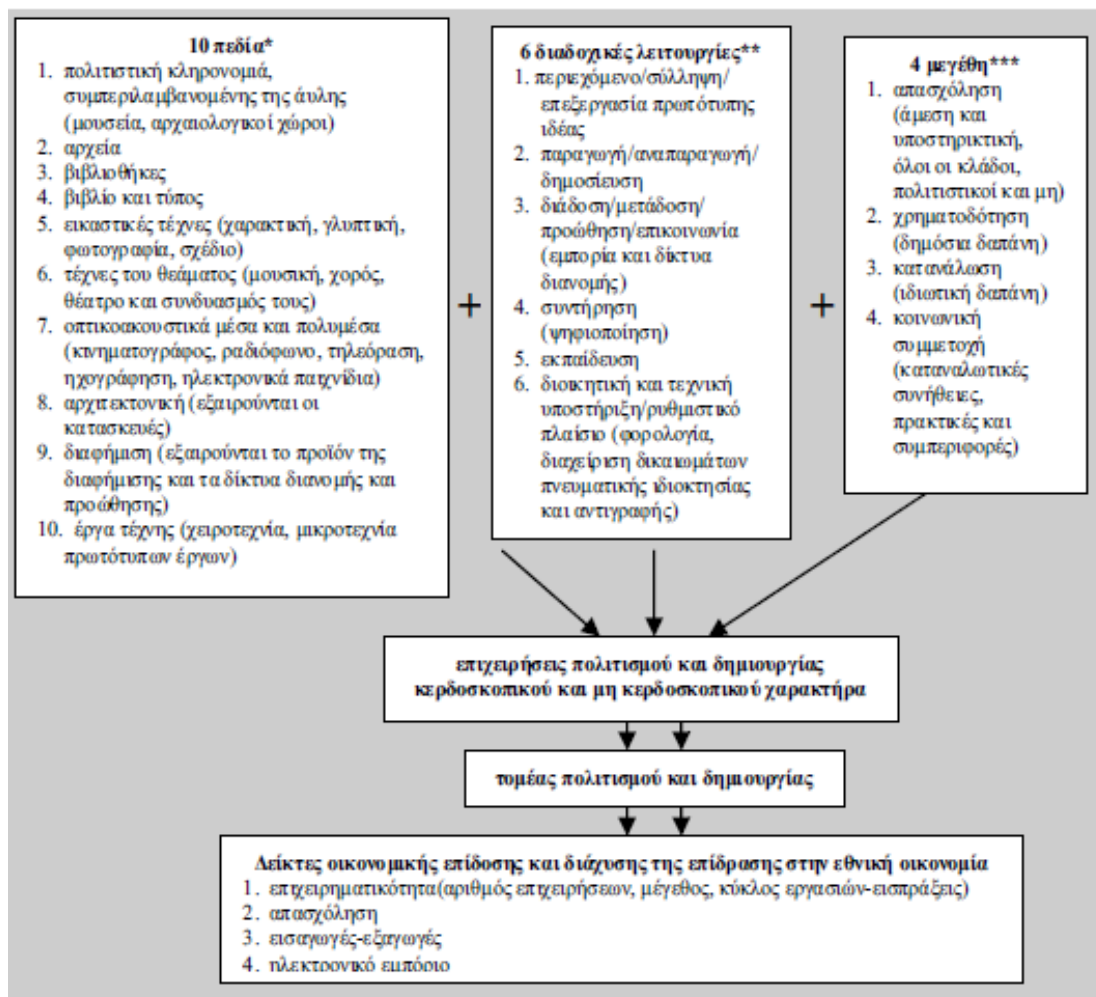 10 πεδία*
1. πολιτιστική κληρονομιά,
συμπεριλαμβανομένης της άυλης
(μουσεία, αρχαιολογικοί χώροι)
2. αρχεία
3. βιβλιοθήκες
4. βιβλίο και τύπος
5. εικαστικές τέχνες (χαρακτική, γλυπτική,
φωτογραφία, σχέδιο)
6. τέχνες του θεάματος (μουσική, χορός,
θέατρο και συνδυασμός τους)
7. οπτικοακουστικά μέσα και πολυμέσα
(κινηματογράφος, ραδιόφωνο, τηλεόραση,
ηχογράφηση, ηλεκτρονικά παιχνίδια)
8. αρχιτεκτονική (εξαιρούνται οι
κατασκευές)
9. διαφήμιση (εξαιρούνται το προϊόν της
διαφήμισης και τα δίκτυα διανομής και
προώθησης)
10. έργα τέχνης (χειροτεχνία, μικροτεχνία
πρωτότυπων έργων)
+
6 διαδοχικές λειτουργίες**
1. περιεχόμενο/σύλληψη/
επεξεργασία πρωτότυπης
ιδέας
2. παραγωγή/αναπαραγωγή/
δημοσίευση
3. διάδοση/μετάδοση/
προώθηση/επικοινωνία
(εμπορία και δίκτυα
διανομής)
4. συντήρηση
(ψηφιοποίηση)
5. εκπαίδευση
6. διοικητική και τεχνική
υποστήριξη/ρυθμιστικό
πλαίσιο (φορολογία,
διαχείριση δικαιωμάτων
πνευματικής ιδιοκτησίας
και αντιγραφής)
+
4 μεγέθη***
1. απασχόληση
(άμεση και
υποστηρικτική,
όλοι οι κλάδοι,
πολιτιστικοί και μη)
2. χρηματοδότηση
(δημόσια δαπάνη)
3. κατανάλωση
(ιδιωτική δαπάνη)
4. κοινωνική
συμμετοχή
(καταναλωτικές
συνήθειες,
πρακτικές και
συμπεριφορές)
επιχειρήσεις πολιτισμού και δημιουργίας
κερδοσκοπικού και μη κερδοσκοπικού χαρακτήρα
τομέας πολιτισμού και δημιουργίας
Δείκτες οικονομικής επίδοσης και διάχυσης της επίδρασης στην εθνική οικονομία
1. επιχειρηματικότητα(αριθμός επιχειρήσεων, μέγεθος, κύκλος εργασιών-εισπράξεις)
2. απασχόληση
3. εισαγωγές-εξαγωγές
4. ηλεκτρονικό εμπόριο